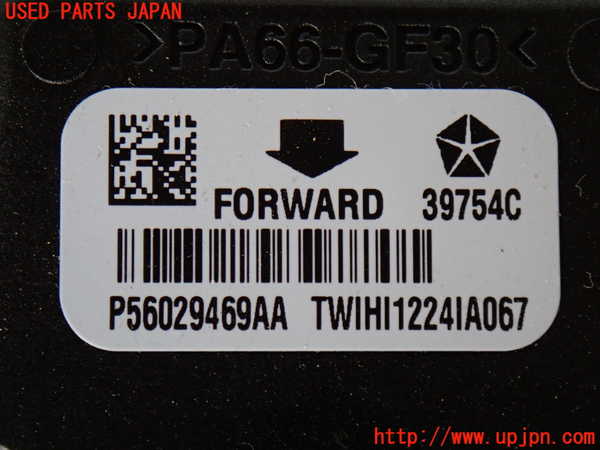 USED PARTS JAPAN
>PA66-GF30<
FORWARD 39754C
P56029469AA TWIHI1224IA067
http://www.upjpn.com/